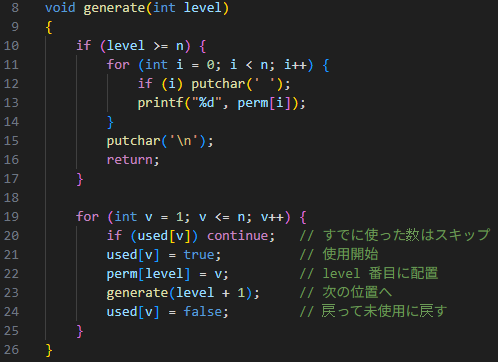 8 void generate(int level)
9 {
10     if (level >= n) {
11         for (int i = 0; i < n; i++) {
12             if (i) putchar(' ');
13             printf("%d", perm[i]);
14         }
15         putchar('\n');
16         return;
17     }
18
19     for (int v = 1; v <= n; v++) {
20         if (used[v]) continue;   // すでに使った数はスキップ
21         used[v] = true;          // 使用開始
22         perm[level] = v;         // level 番目に配置
23         generate(level + 1);     // 次の位置へ
24         used[v] = false;         // 戻って未使用に戻す
25     }
26 }